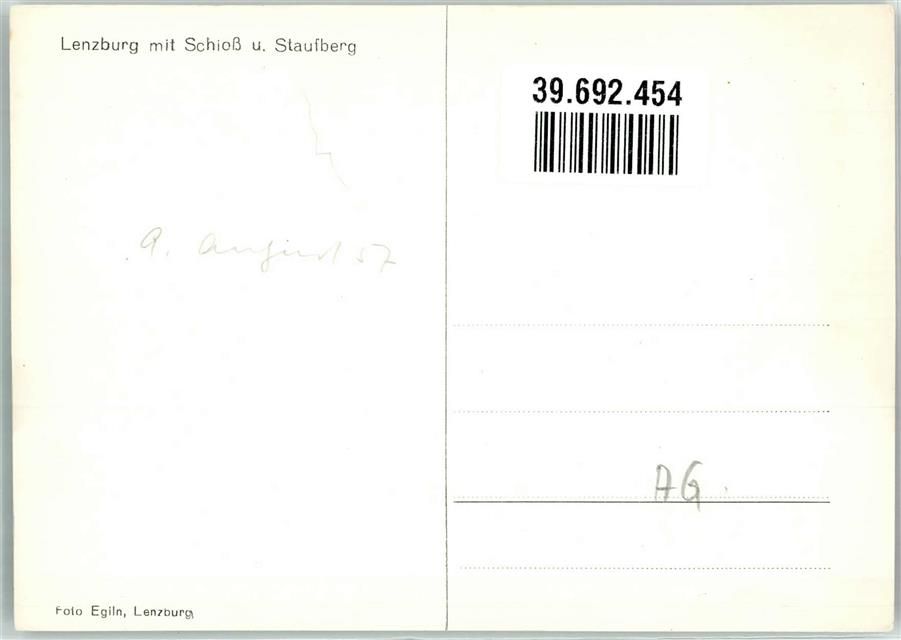 Lenzburg mit Schloß u. Staufberg
39.692.454
9. August 57
AG
Foto Egiln, Lenzburg